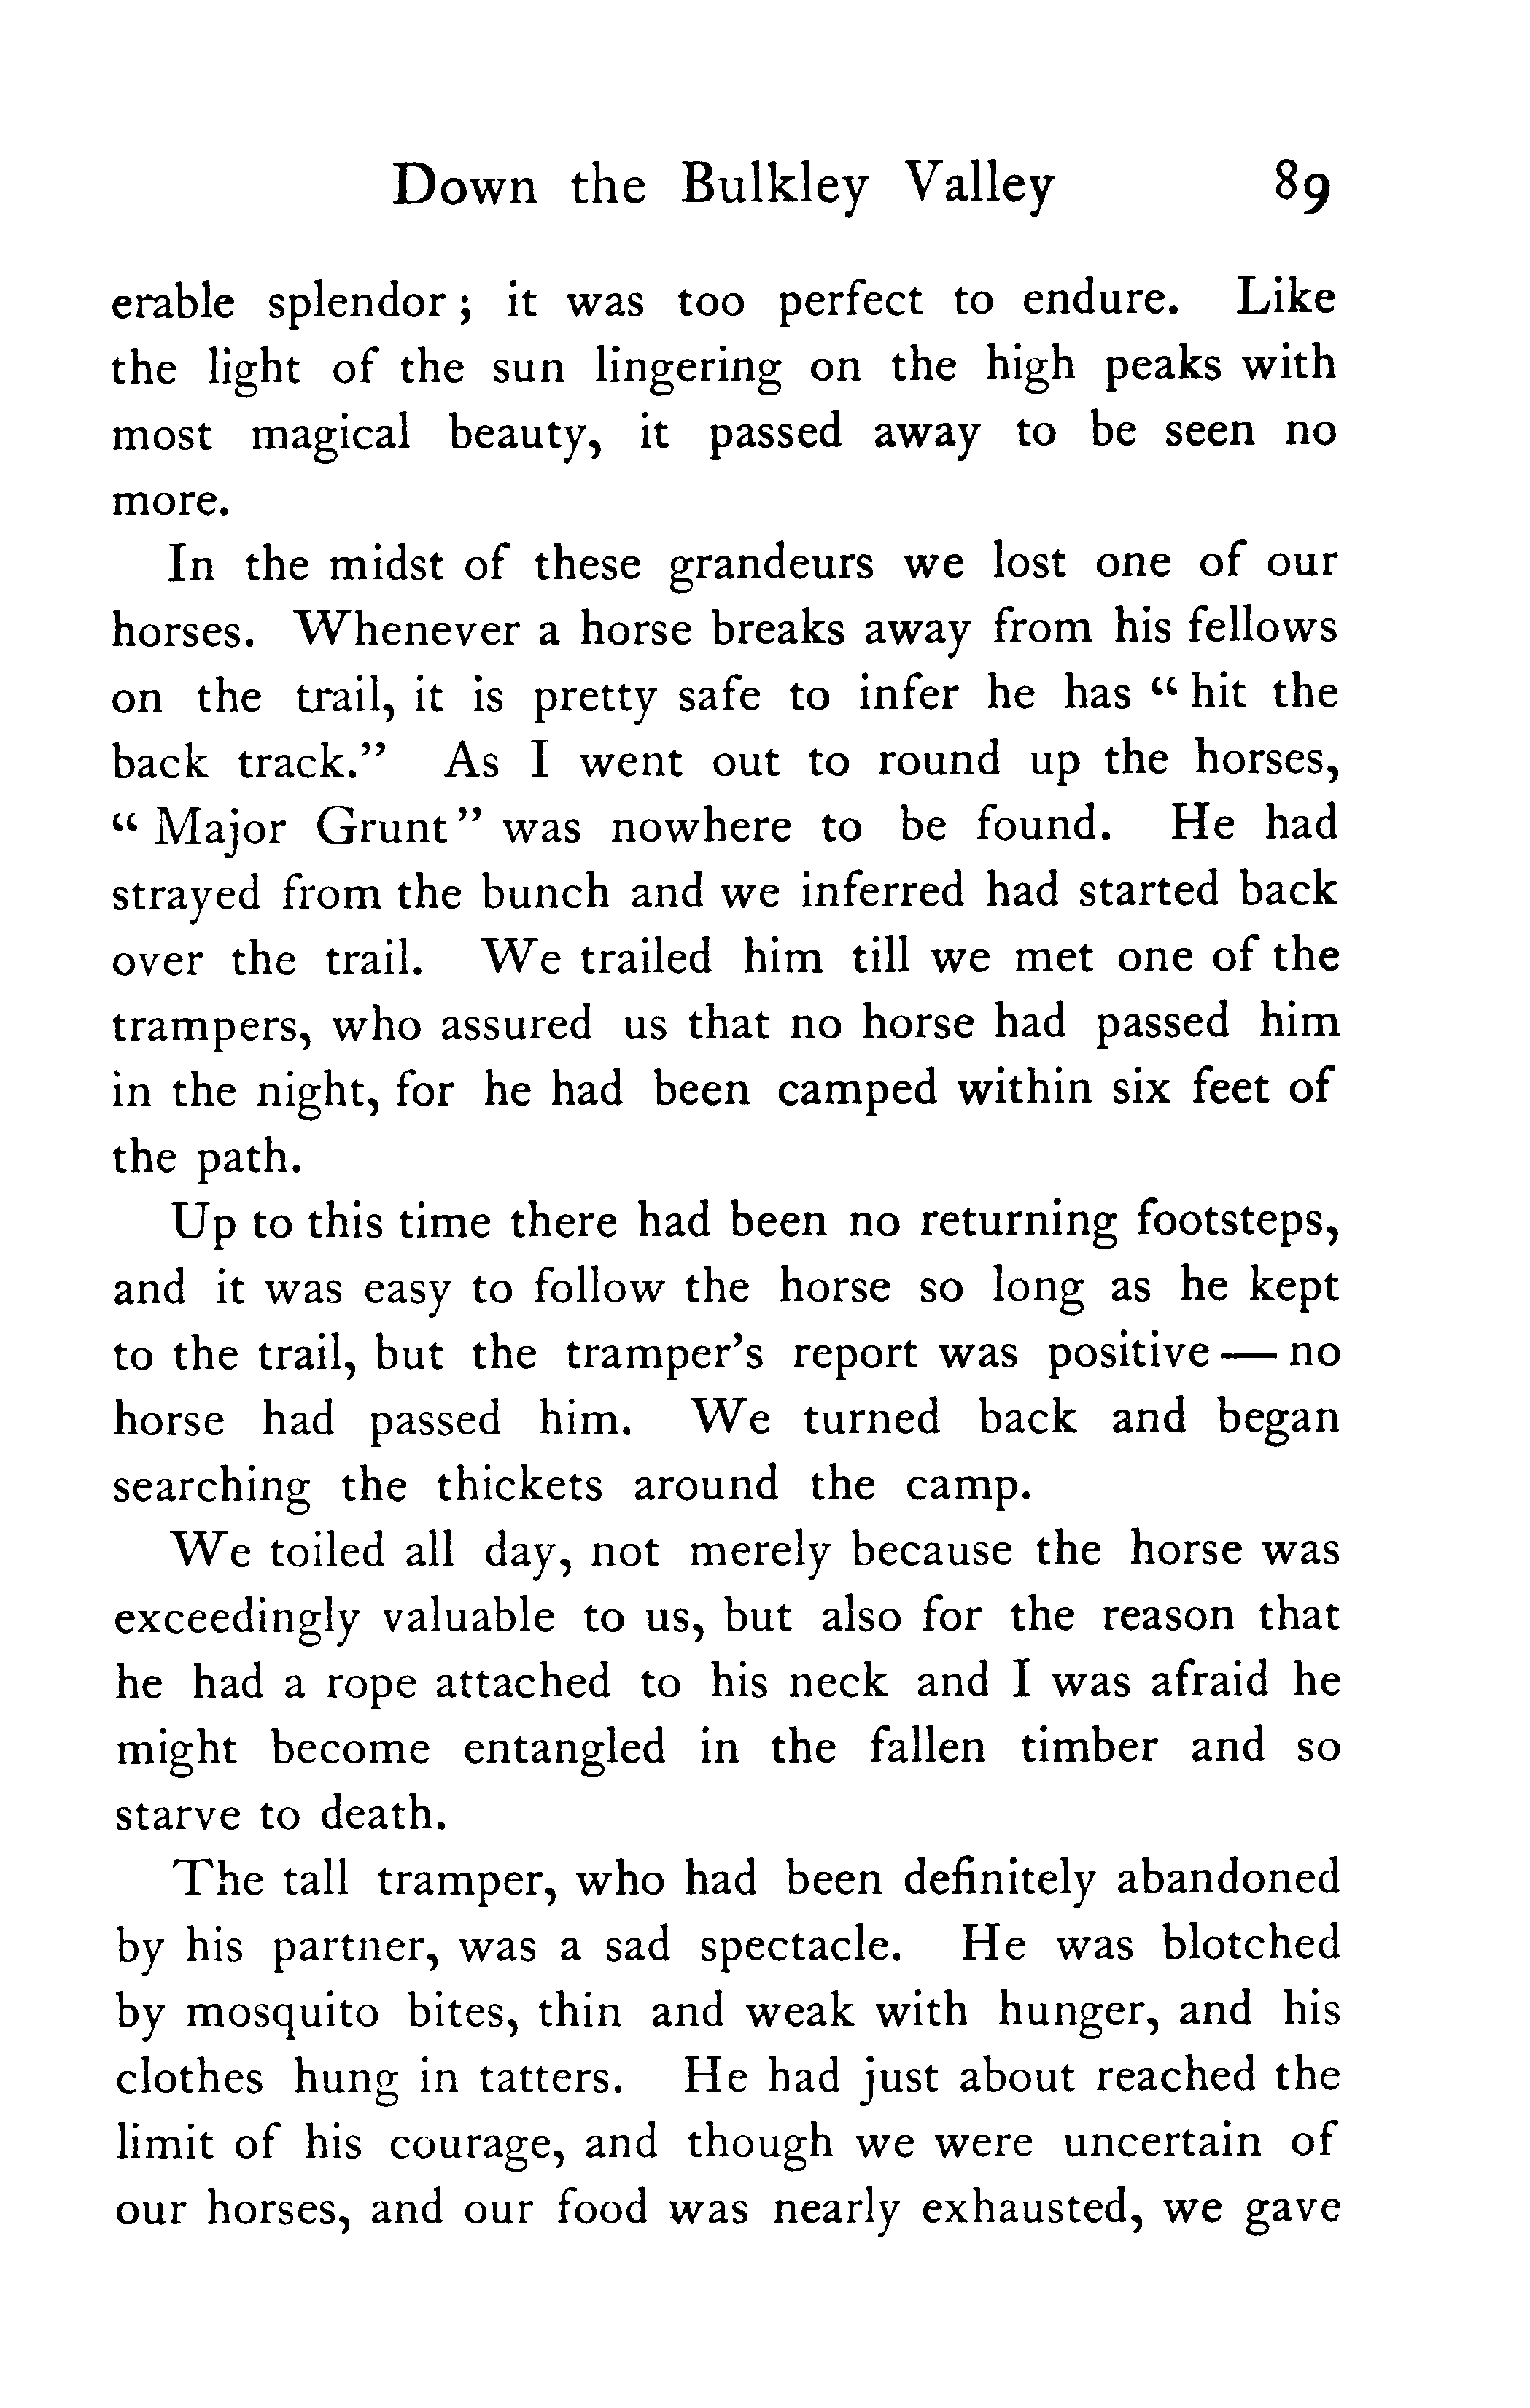 Down the Bulkley Valley 89
erable splendor; it was too perfect to endure. Like
the light of the sun lingering on the high peaks with
most magical beauty, it passed away to be seen no
more.
In the midst of these grandeurs we lost one of our
horses. Whenever a horse breaks away from his fellows
on the trail, it is pretty safe to infer he has “hit the
back track.” As I went out to round up the horses,
“Major Grunt” was nowhere to be found. He had
strayed from the bunch and we inferred had started back
over the trail. We trailed him till we met one of the
trampers, who assured us that no horse had passed him
in the night, for he had been camped within six feet of
the path.
Up to this time there had been no returning footsteps,
and it was easy to follow the horse so long as he kept
to the trail, but the tramper’s report was positive — no
horse had passed him. We turned back and began
searching the thickets around the camp.
We toiled all day, not merely because the horse was
exceedingly valuable to us, but also for the reason that
he had a rope attached to his neck and I was afraid he
might become entangled in the fallen timber and so
starve to death.
The tall tramper, who had been definitely abandoned
by his partner, was a sad spectacle. He was blotched
by mosquito bites, thin and weak with hunger, and his
clothes hung in tatters. He had just about reached the
limit of his courage, and though we were uncertain of
our horses, and our food was nearly exhausted, we gave